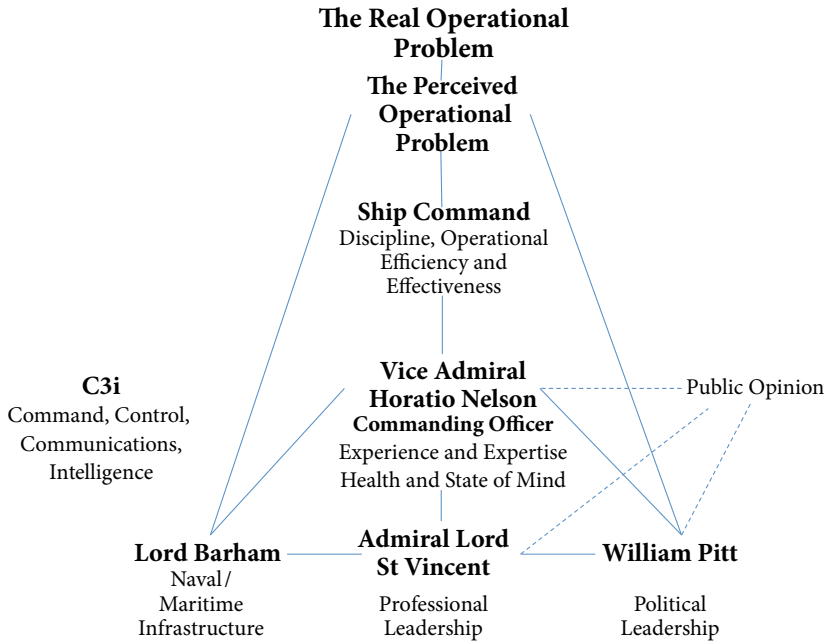 The Real Operational
Problem
The Perceived
Operational
Problem
Ship Command
Discipline, Operational
Efficiency and
Effectiveness
C3i
Command, Control,
Communications,
Intelligence
Vice Admiral
Horatio Nelson
Commanding Officer
Experience and Expertise
Health and State of Mind
Public Opinion
Lord Barham
Naval/
Maritime
Infrastructure
Admiral Lord
St Vincent
Professional
Leadership
William Pitt
Political
Leadership